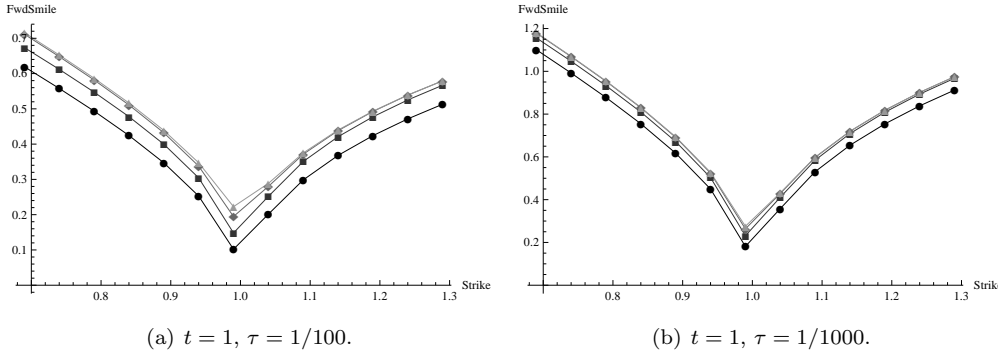 FwdSmile
0.7
0.6
0.5
0.4
0.3
0.2
0.1
0.8 0.9 1.0 1.1 1.2 1.3
Strike
(a) t = 1, τ = 1/100.
FwdSmile
1.2
1.0
0.8
0.6
0.4
0.2
0.8 0.9 1.0 1.1 1.2 1.3
Strike
(b) t = 1, τ = 1/1000.